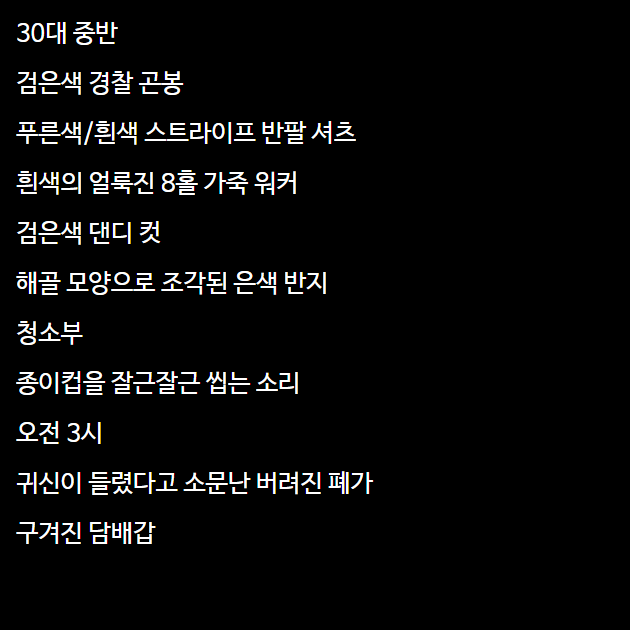 30대 중반
검은색 경찰 곤봉
푸른색/흰색 스트라이프 반팔 셔츠
흰색의 얼룩진 8홀 가죽 워커
검은색 댄디 컷
해골 모양으로 조각된 은색 반지
청소부
종이컵을 잘근잘근 씹는 소리
오전 3시
귀신이 들렸다고 소문난 버려진 폐가
구겨진 담배갑